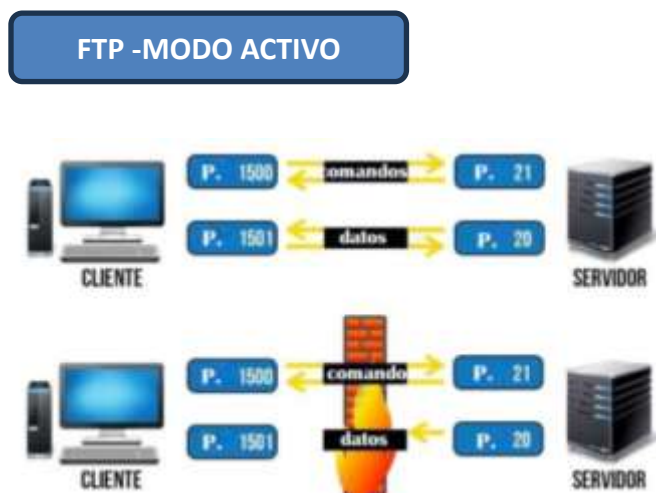 FTP -MODO ACTIVO
P. 1500 comandos P. 21
P. 1501 datos P. 20
CLIENTE SERVIDOR
P. 1500 comando P. 21
P. 1501 datos P. 20
CLIENTE SERVIDOR